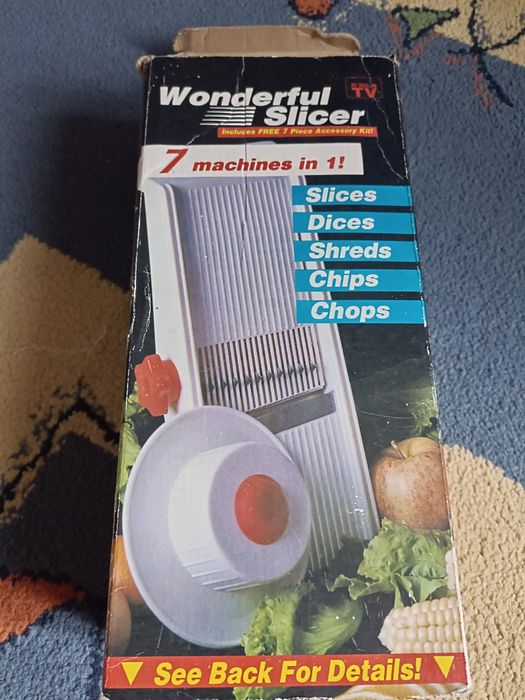 Wonderful
Slicer
TV
Includes FREE 7 Piece Accessory Kit!
7 machines in 1!
Slices
Dices
Shreds
Chips
Chops
See Back For Details!